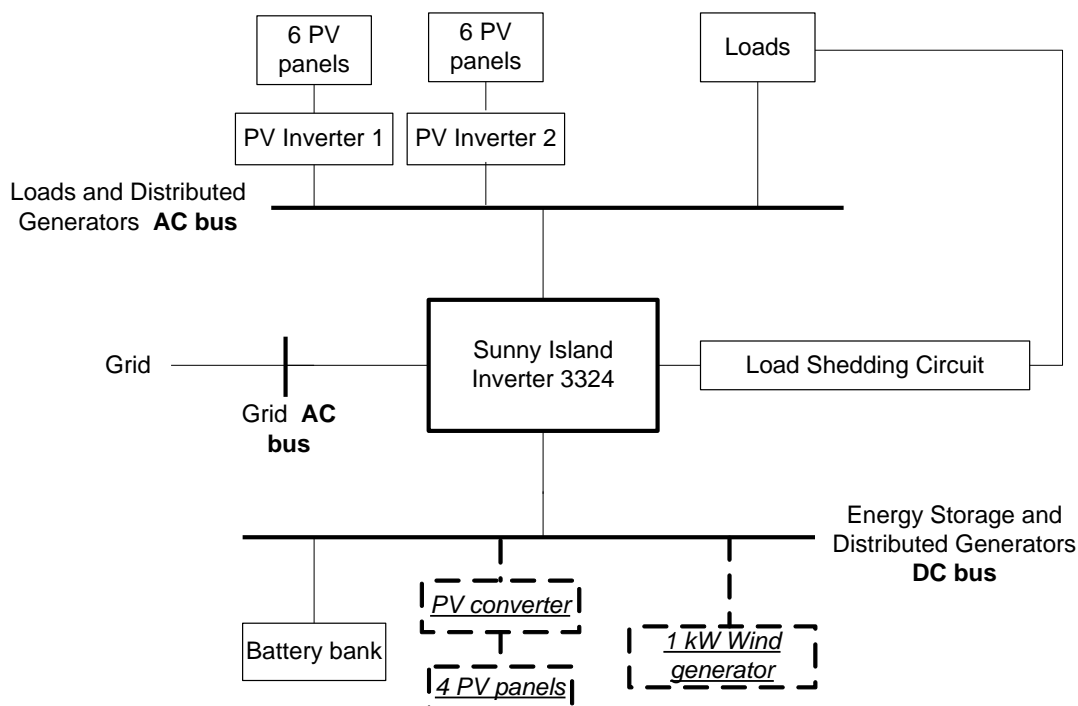 6 PV
panels
6 PV
panels
Loads
PV Inverter 1
PV Inverter 2
Loads and Distributed
Generators AC bus
Grid
Sunny Island
Inverter 3324
Load Shedding Circuit
Grid AC
bus
Energy Storage and
Distributed Generators
DC bus
PV converter
Battery bank
1 kW Wind
generator
4 PV panels